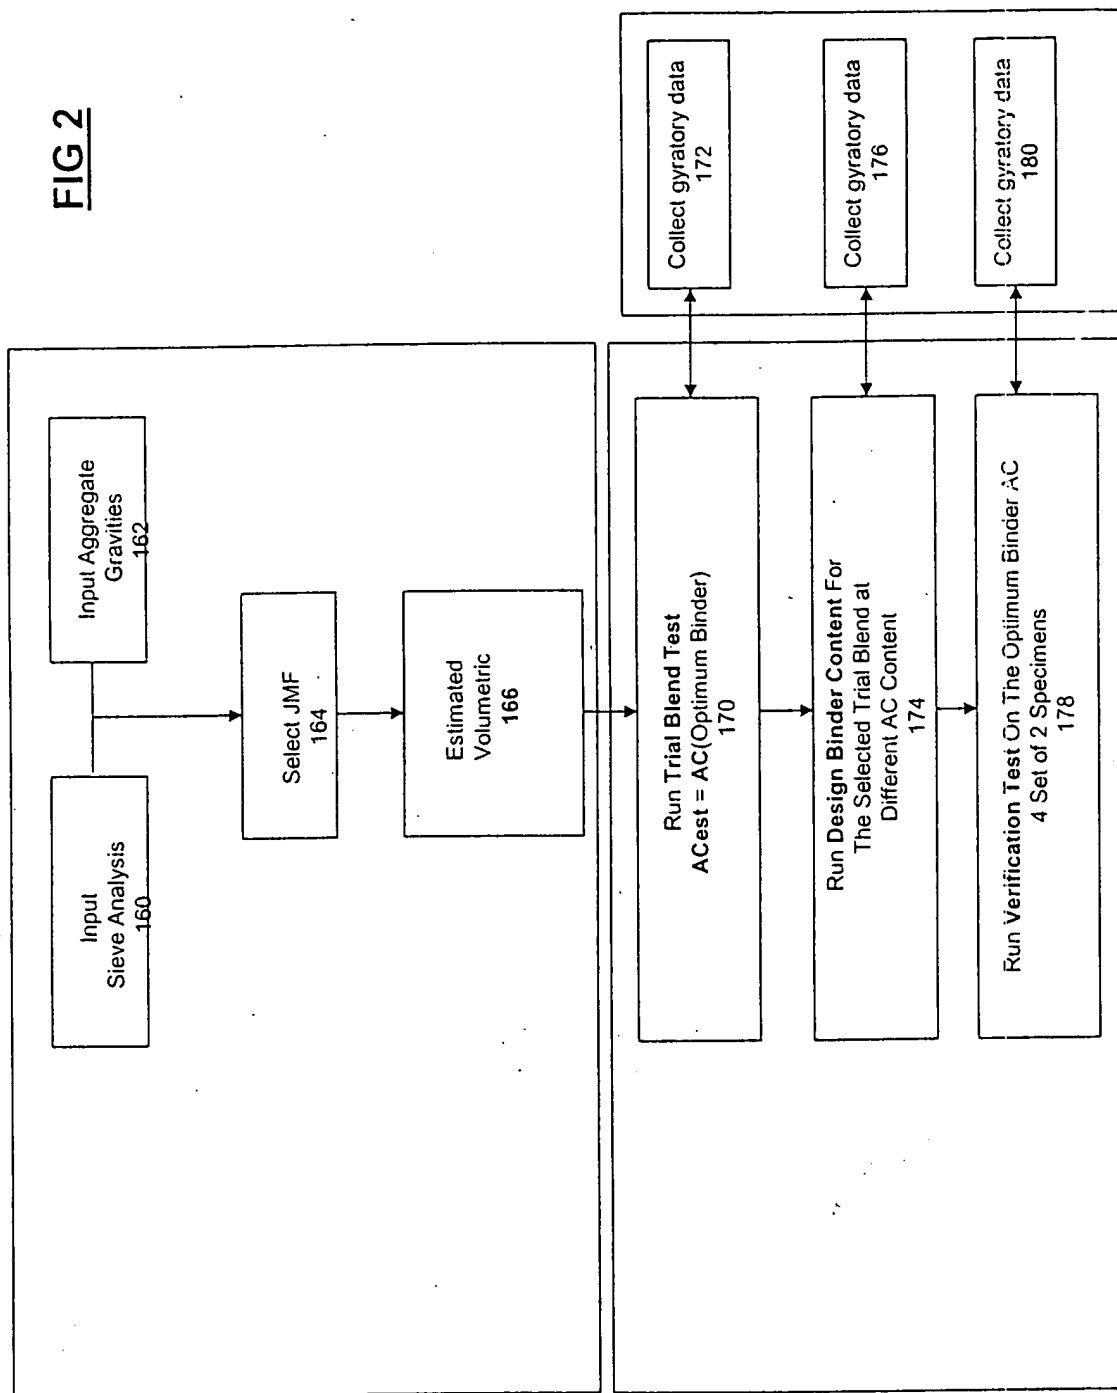 FIG 2
Input
Sieve Analysis
160
Input Aggregate
Gravities
162
Select JMF
164
Estimated
Volumetric
166
Run Trial Blend Test
ACest = AC(Optimum Binder)
170
Collect gyratory data
172
Run Design Binder Content For
The Selected Trial Blend at
Different AC Content
174
Collect gyratory data
176
Run Verification Test On The Optimum Binder AC
4 Set of 2 Specimens
178
Collect gyratory data
180